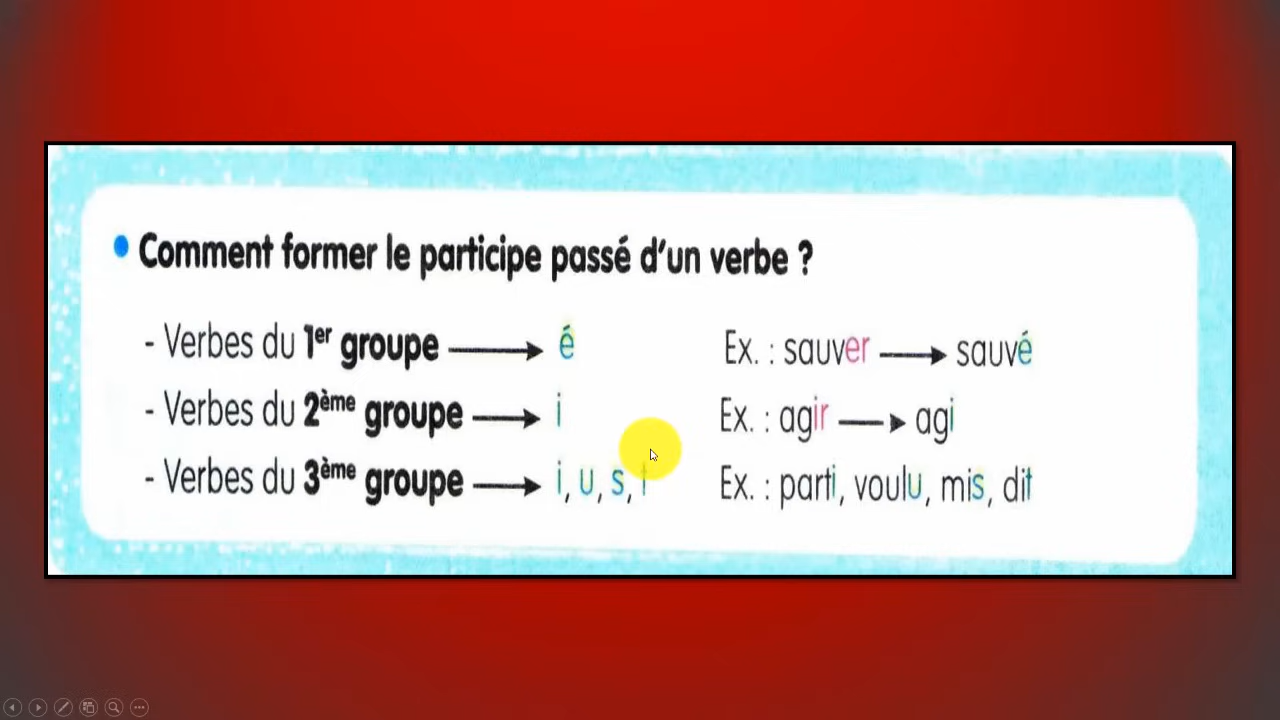 • Comment former le participe passé d'un verbe ?
- Verbes du 1er groupe → é Ex. : sauver → sauvé
- Verbes du 2ème groupe → i Ex. : agir → agi
- Verbes du 3ème groupe → i, u, s, t Ex. : parti, voulu, mis, dit